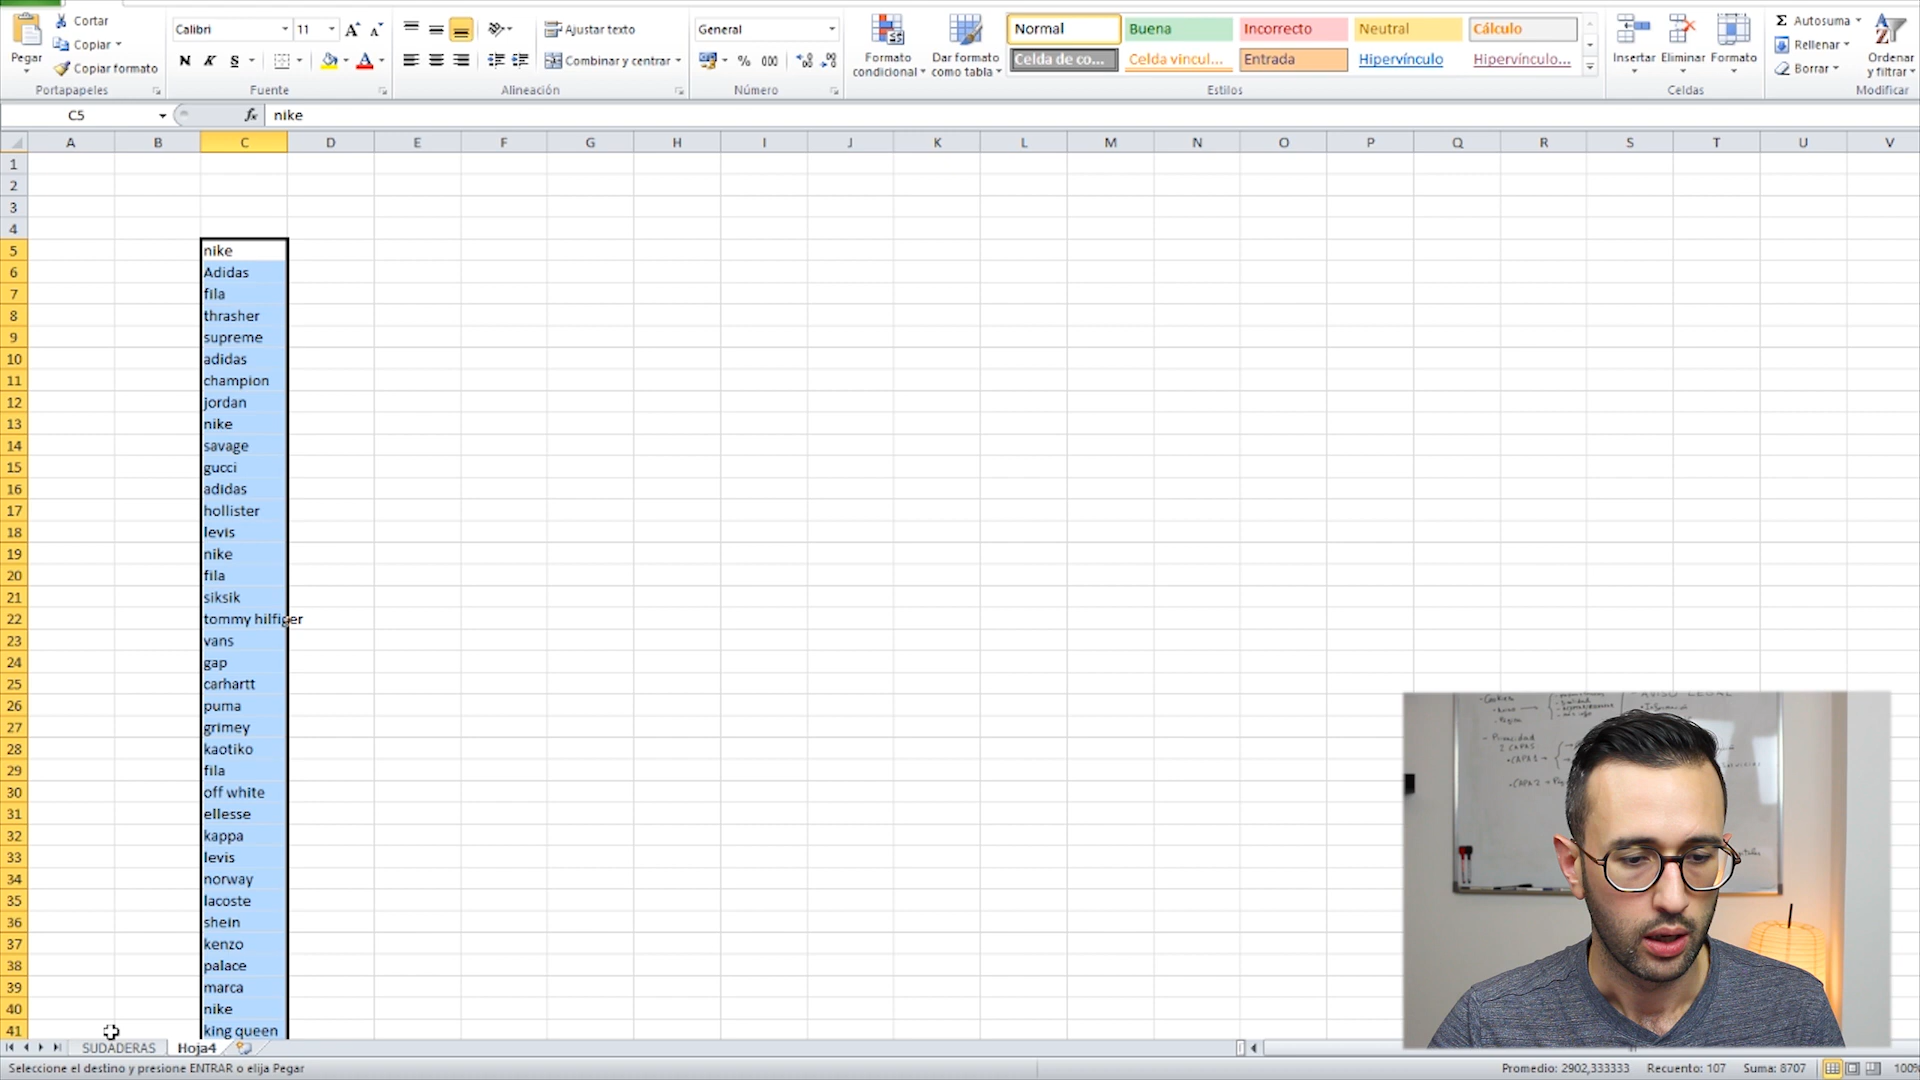 Cortar
Copiar
Copiar formato
Pegar
Portapapeles
Calibri
11
N K S
Fuente
Ajustar texto
Combinar y centrar
Alineación
General
% 000
Número
Formato condicional
Dar formato como tabla
Normal
Buena
Incorrecto
Neutral
Cálculo
Celda de co...
Celda vincul...
Entrada
Hipervínculo
Hipervínculo...
Estilos
Insertar
Eliminar
Formato
Celdas
Σ Autosuma
Rellenar
Borrar
Ordenar y filtrar
Modificar
C5
fx
nike
A B C D E F G H I J K L M N O P Q R S T U V
1
2
3
4
5 nike
6 Adidas
7 fila
8 thrasher
9 supreme
10 adidas
11 champion
12 jordan
13 nike
14 savage
15 gucci
16 adidas
17 hollister
18 levis
19 nike
20 fila
21 siksik
22 tommy hilfiger
23 vans
24 gap
25 carhartt
26 puma
27 grimey
28 kaotiko
29 fila
30 off white
31 ellesse
32 kappa
33 levis
34 norway
35 lacoste
36 shein
37 kenzo
38 palace
39 marca
40 nike
41 king queen
SUDADERAS
Hoja4
Seleccione el destino y presione ENTRAR o elija Pegar
Promedio: 2902,333333 Recuento: 107 Suma: 8707